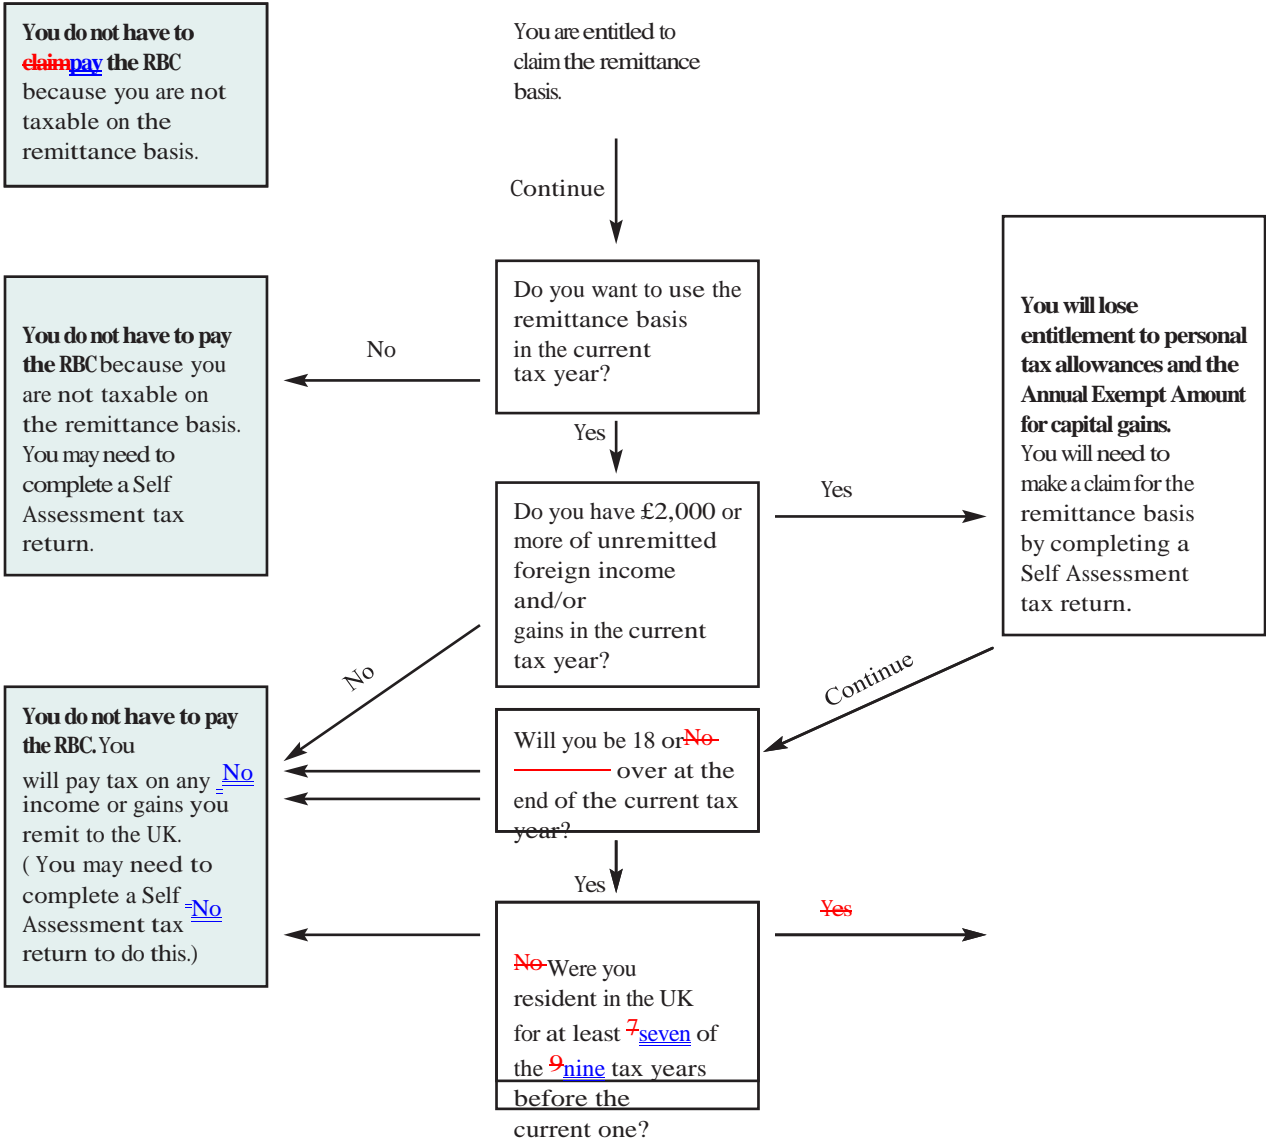 You do not have to
claimpay the RBC
because you are not
taxable on the
remittance basis.
You are entitled to
claim the remittance
basis.
Continue
Do you want to use the
remittance basis
in the current
tax year?
No
You do not have to pay
the RBC because you
are not taxable on
the remittance basis.
You may need to
complete a Self
Assessment tax
return.
Yes
Do you have £2,000 or
more of unremitted
foreign income
and/or
gains in the current
tax year?
Yes
You will lose
entitlement to personal
tax allowances and the
Annual Exempt Amount
for capital gains.
You will need to
make a claim for the
remittance basis
by completing a
Self Assessment
tax return.
No
Continue
You do not have to pay
the RBC. You
will pay tax on any No
income or gains you
remit to the UK.
( You may need to
complete a Self
Assessment tax No
return to do this.)
Will you be 18 or No
over at the
end of the current tax
year?
Yes
Yes
No Were you
resident in the UK
for at least 7seven of
the 9nine tax years
before the
current one?